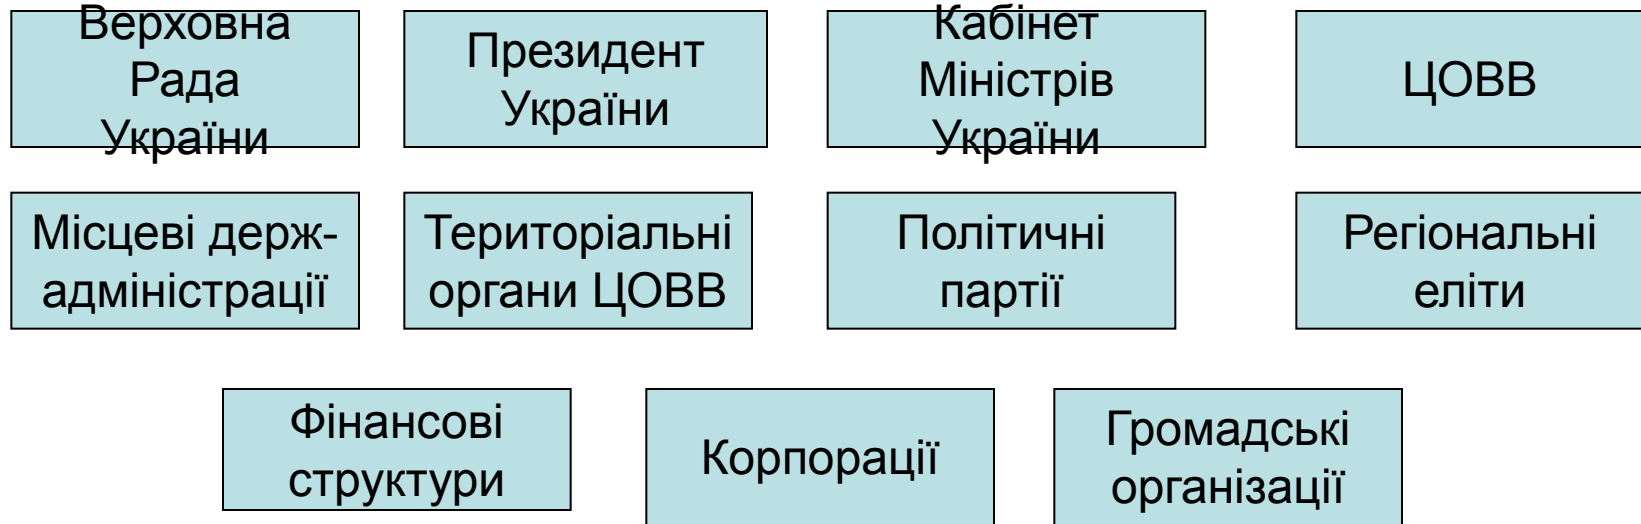 Верховна
Рада
України
Президент
України
Кабінет
Міністрів
України
ЦОВВ
Місцеві держ-
адміністрації
Територіальні
органи ЦОВВ
Політичні
партії
Регіональні
еліти
Фінансові
структури
Корпорації
Громадські
організації